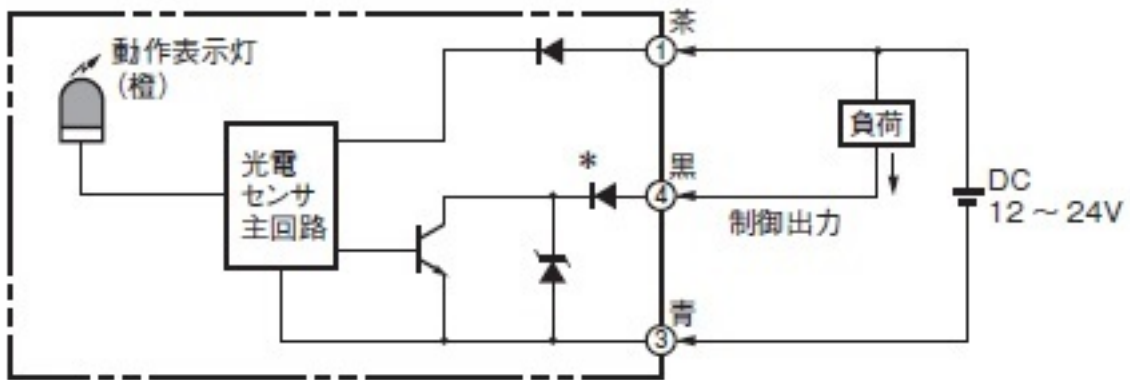 動作表示灯
(橙)
光電
センサ
主回路
茶
①
*
黒
④
制御出力
負荷
DC
12~24V
青
③